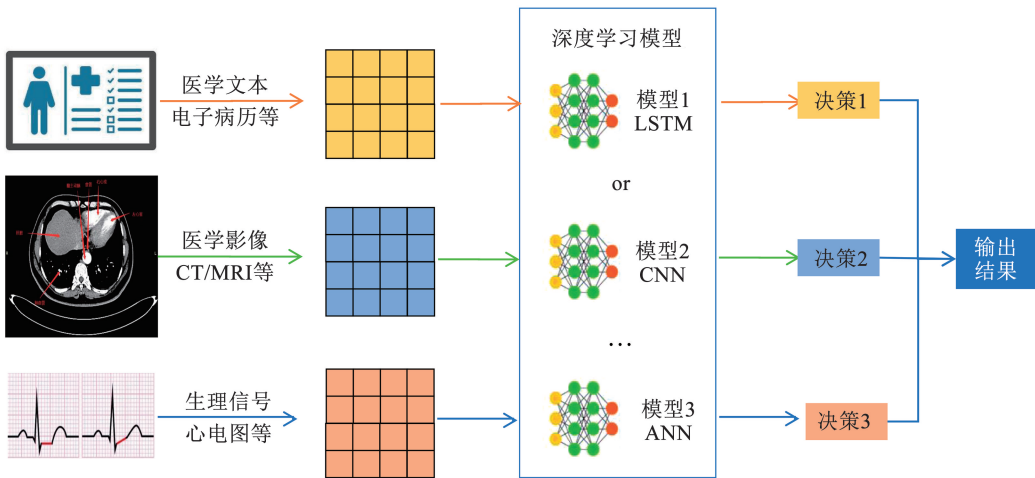 深度学习模型
医学文本
电子病历等
模型1
LSTM
决策1
or
医学影像
CT/MRI等
模型2
CNN
决策2
输出
结果
…
生理信号
心电图等
模型3
ANN
决策3